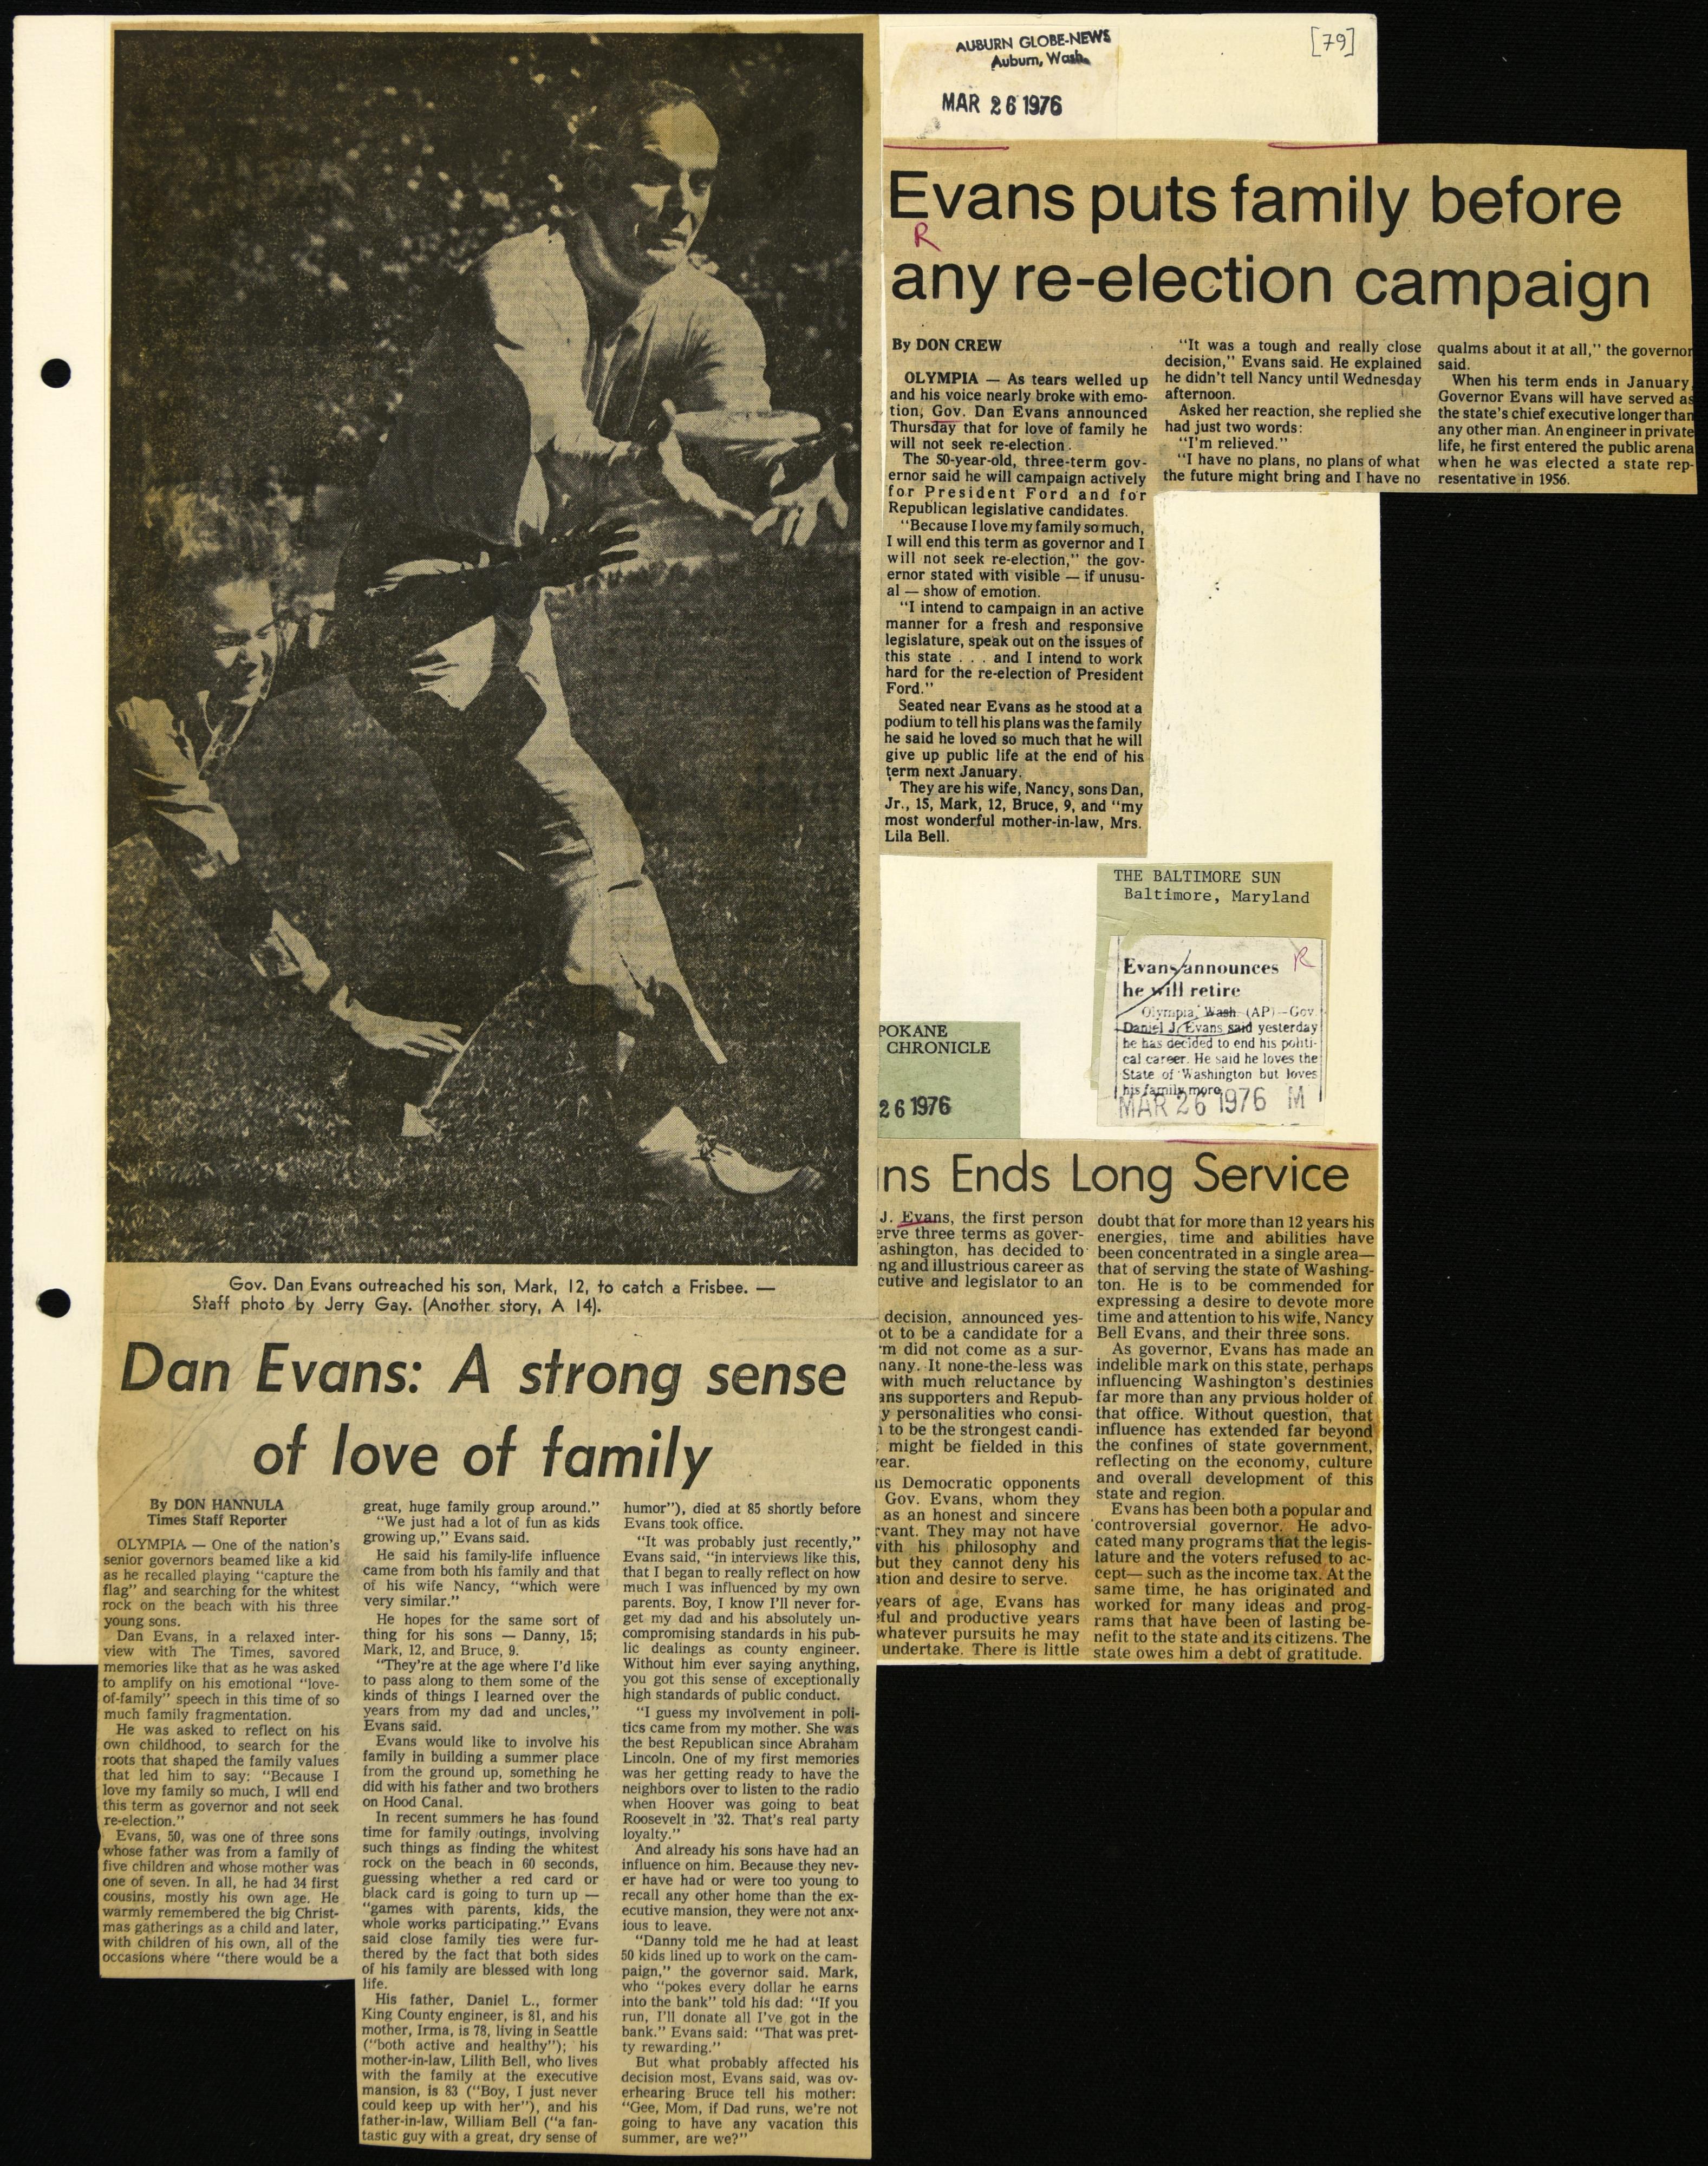 AUBURN GLOBE-NEWS
Auburn, Wash.
MAR 26 1976
[79]
Evans puts family before
R
any re-election campaign
By DON CREW
OLYMPIA — As tears welled up
and his voice nearly broke with emo-
tion, Gov. Dan Evans announced
Thursday that for love of family he
will not seek re-election.
The 50-year-old, three-term gov-
ernor said he will campaign actively
for President Ford and for
Republican legislative candidates.
"Because I love my family so much,
I will end this term as governor and I
will not seek re-election," the gov-
ernor stated with visible — if unusu-
al — show of emotion.
"I intend to campaign in an active
manner for a fresh and responsive
legislature, speak out on the issues of
this state . . . and I intend to work
hard for the re-election of President
Ford."
Seated near Evans as he stood at a
podium to tell his plans was the family
he said he loved so much that he will
give up public life at the end of his
term next January.
They are his wife, Nancy, sons Dan,
Jr., 15, Mark, 12, Bruce, 9, and "my
most wonderful mother-in-law, Mrs.
Lila Bell.
"It was a tough and really close
decision," Evans said. He explained
he didn't tell Nancy until Wednesday
afternoon.
Asked her reaction, she replied she
had just two words:
"I'm relieved."
"I have no plans, no plans of what
the future might bring and I have no
qualms about it at all," the governor
said.
When his term ends in January,
Governor Evans will have served as
the state's chief executive longer than
any other man. An engineer in private
life, he first entered the public arena
when he was elected a state rep-
resentative in 1956.
THE BALTIMORE SUN
Baltimore, Maryland
Evans announces R
he will retire
Olympia, Wash (AP)—Gov.
Daniel J. Evans said yesterday
he has decided to end his politi-
cal career. He said he loves the
State of Washington but loves
his family more.
MAR 26 1976 M
POKANE
CHRONICLE
26 1976
ns Ends Long Service
J. Evans, the first person
erve three terms as gover-
ashington, has decided to
ng and illustrious career as
cutive and legislator to an
decision, announced yes-
ot to be a candidate for a
rm did not come as a sur-
many. It none-the-less was
with much reluctance by
ans supporters and Repub-
y personalities who consi-
n to be the strongest candi-
might be fielded in this
ear.
us Democratic opponents
Gov. Evans, whom they
as an honest and sincere
rvant. They may not have
with his philosophy and
but they cannot deny his
ation and desire to serve.
years of age, Evans has
eful and productive years
whatever pursuits he may
undertake. There is little
doubt that for more than 12 years his
energies, time and abilities have
been concentrated in a single area—
that of serving the state of Washing-
ton. He is to be commended for
expressing a desire to devote more
time and attention to his wife, Nancy
Bell Evans, and their three sons.
As governor, Evans has made an
indelible mark on this state, perhaps
influencing Washington's destinies
far more than any prvious holder of
that office. Without question, that
influence has extended far beyond
the confines of state government,
reflecting on the economy, culture
and overall development of this
state and region.
Evans has been both a popular and
controversial governor. He advo-
cated many programs that the legis-
lature and the voters refused to ac-
cept— such as the income tax. At the
same time, he has originated and
worked for many ideas and prog-
rams that have been of lasting be-
nefit to the state and its citizens. The
state owes him a debt of gratitude.
Gov. Dan Evans outreached his son, Mark, 12, to catch a Frisbee. —
Staff photo by Jerry Gay. (Another story, A 14).
Dan Evans: A strong sense
of love of family
By DON HANNULA
Times Staff Reporter
OLYMPIA — One of the nation's
senior governors beamed like a kid
as he recalled playing "capture the
flag" and searching for the whitest
rock on the beach with his three
young sons.
Dan Evans, in a relaxed inter-
view with The Times, savored
memories like that as he was asked
to amplify on his emotional "love-
of-family" speech in this time of so
much family fragmentation.
He was asked to reflect on his
own childhood, to search for the
roots that shaped the family values
that led him to say: "Because I
love my family so much, I will end
this term as governor and not seek
re-election."
Evans, 50, was one of three sons
whose father was from a family of
five children and whose mother was
one of seven. In all, he had 34 first
cousins, mostly his own age. He
warmly remembered the big Christ-
mas gatherings as a child and later,
with children of his own, all of the
occasions where "there would be a
great, huge family group around."
"We just had a lot of fun as kids
growing up," Evans said.
He said his family-life influence
came from both his family and that
of his wife Nancy, "which were
very similar."
He hopes for the same sort of
thing for his sons — Danny, 15;
Mark, 12, and Bruce, 9.
"They're at the age where I'd like
to pass along to them some of the
kinds of things I learned over the
years from my dad and uncles,"
Evans said.
Evans would like to involve his
family in building a summer place
from the ground up, something he
did with his father and two brothers
on Hood Canal.
In recent summers he has found
time for family outings, involving
such things as finding the whitest
rock on the beach in 60 seconds,
guessing whether a red card or
black card is going to turn up —
"games with parents, kids, the
whole works participating." Evans
said close family ties were fur-
thered by the fact that both sides
of his family are blessed with long
life.
His father, Daniel L., former
King County engineer, is 81, and his
mother, Irma, is 78, living in Seattle
("both active and healthy"); his
mother-in-law, Lilith Bell, who lives
with the family at the executive
mansion, is 83 ("Boy, I just never
could keep up with her"), and his
father-in-law, William Bell ("a fan-
tastic guy with a great, dry sense of
humor"), died at 85 shortly before
Evans took office.
"It was probably just recently,"
Evans said, "in interviews like this,
that I began to really reflect on how
much I was influenced by my own
parents. Boy, I know I'll never for-
get my dad and his absolutely un-
compromising standards in his pub-
lic dealings as county engineer.
Without him ever saying anything,
you got this sense of exceptionally
high standards of public conduct.
"I guess my involvement in poli-
tics came from my mother. She was
the best Republican since Abraham
Lincoln. One of my first memories
was her getting ready to have the
neighbors over to listen to the radio
when Hoover was going to beat
Roosevelt in '32. That's real party
loyalty."
And already his sons have had an
influence on him. Because they nev-
er have had or were too young to
recall any other home than the ex-
ecutive mansion, they were not anx-
ious to leave.
"Danny told me he had at least
50 kids lined up to work on the cam-
paign," the governor said. Mark,
who "pokes every dollar he earns
into the bank" told his dad: "If you
run, I'll donate all I've got in the
bank." Evans said: "That was pret-
ty rewarding."
But what probably affected his
decision most, Evans said, was ov-
erhearing Bruce tell his mother:
"Gee, Mom, if Dad runs, we're not
going to have any vacation this
summer, are we?"